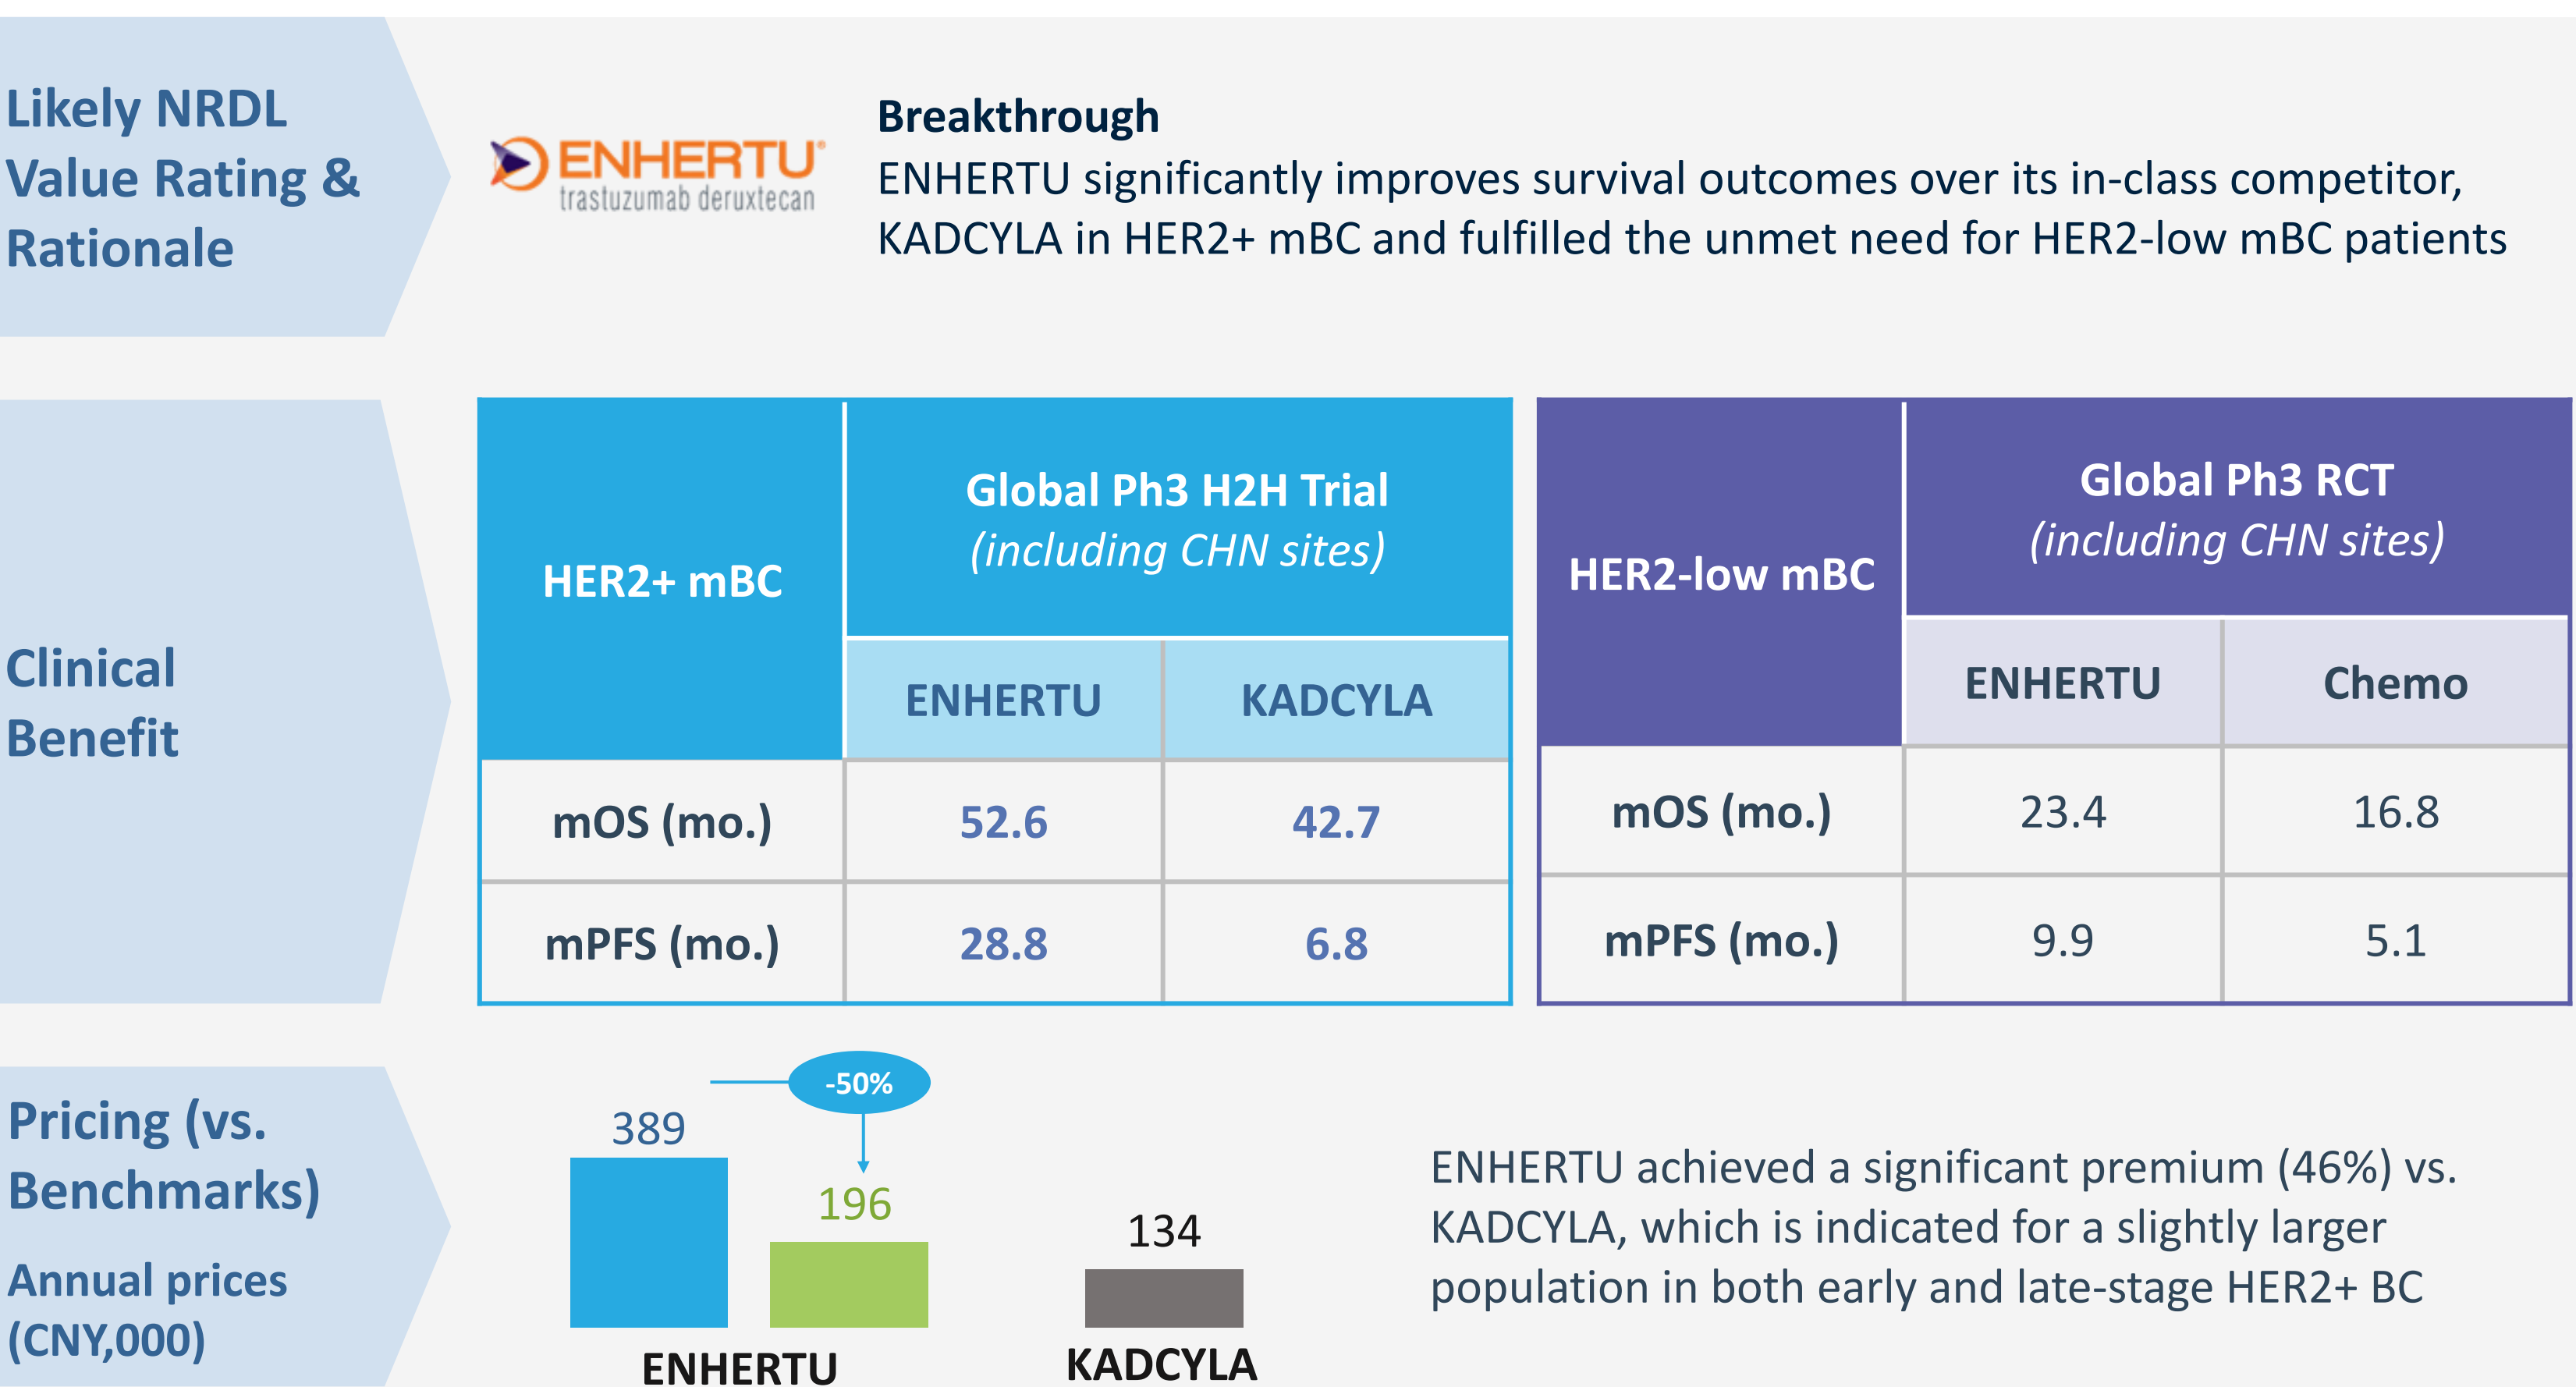 Likely NRDL
Value Rating &
Rationale
ENHERTU®
trastuzumab deruxtecan
Breakthrough
ENHERTU significantly improves survival outcomes over its in-class competitor,
KADCYLA in HER2+ mBC and fulfilled the unmet need for HER2-low mBC patients
Clinical
Benefit
HER2+ mBC
Global Ph3 H2H Trial
(including CHN sites)
ENHERTU
KADCYLA
mOS (mo.)
52.6
42.7
mPFS (mo.)
28.8
6.8
HER2-low mBC
Global Ph3 RCT
(including CHN sites)
ENHERTU
Chemo
mOS (mo.)
23.4
16.8
mPFS (mo.)
9.9
5.1
Pricing (vs.
Benchmarks)
Annual prices
(CNY,000)
-50%
389
196
134
ENHERTU
KADCYLA
ENHERTU achieved a significant premium (46%) vs.
KADCYLA, which is indicated for a slightly larger
population in both early and late-stage HER2+ BC